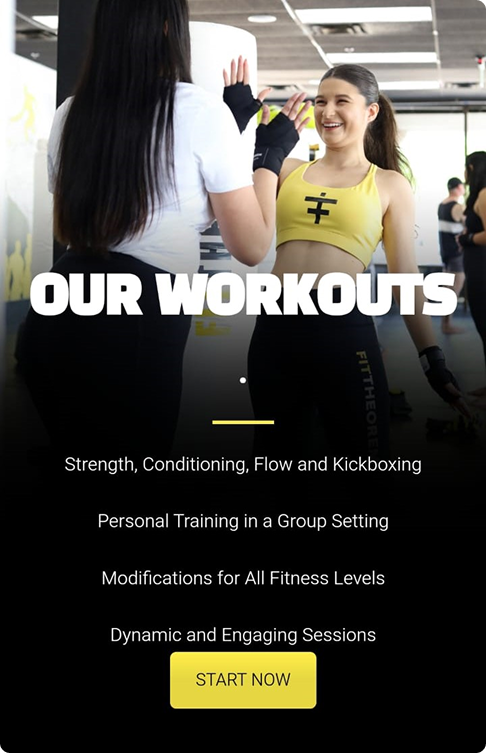 OUR WORKOUTS
FITTHEORE
Strength, Conditioning, Flow and Kickboxing
Personal Training in a Group Setting
Modifications for All Fitness Levels
Dynamic and Engaging Sessions
START NOW